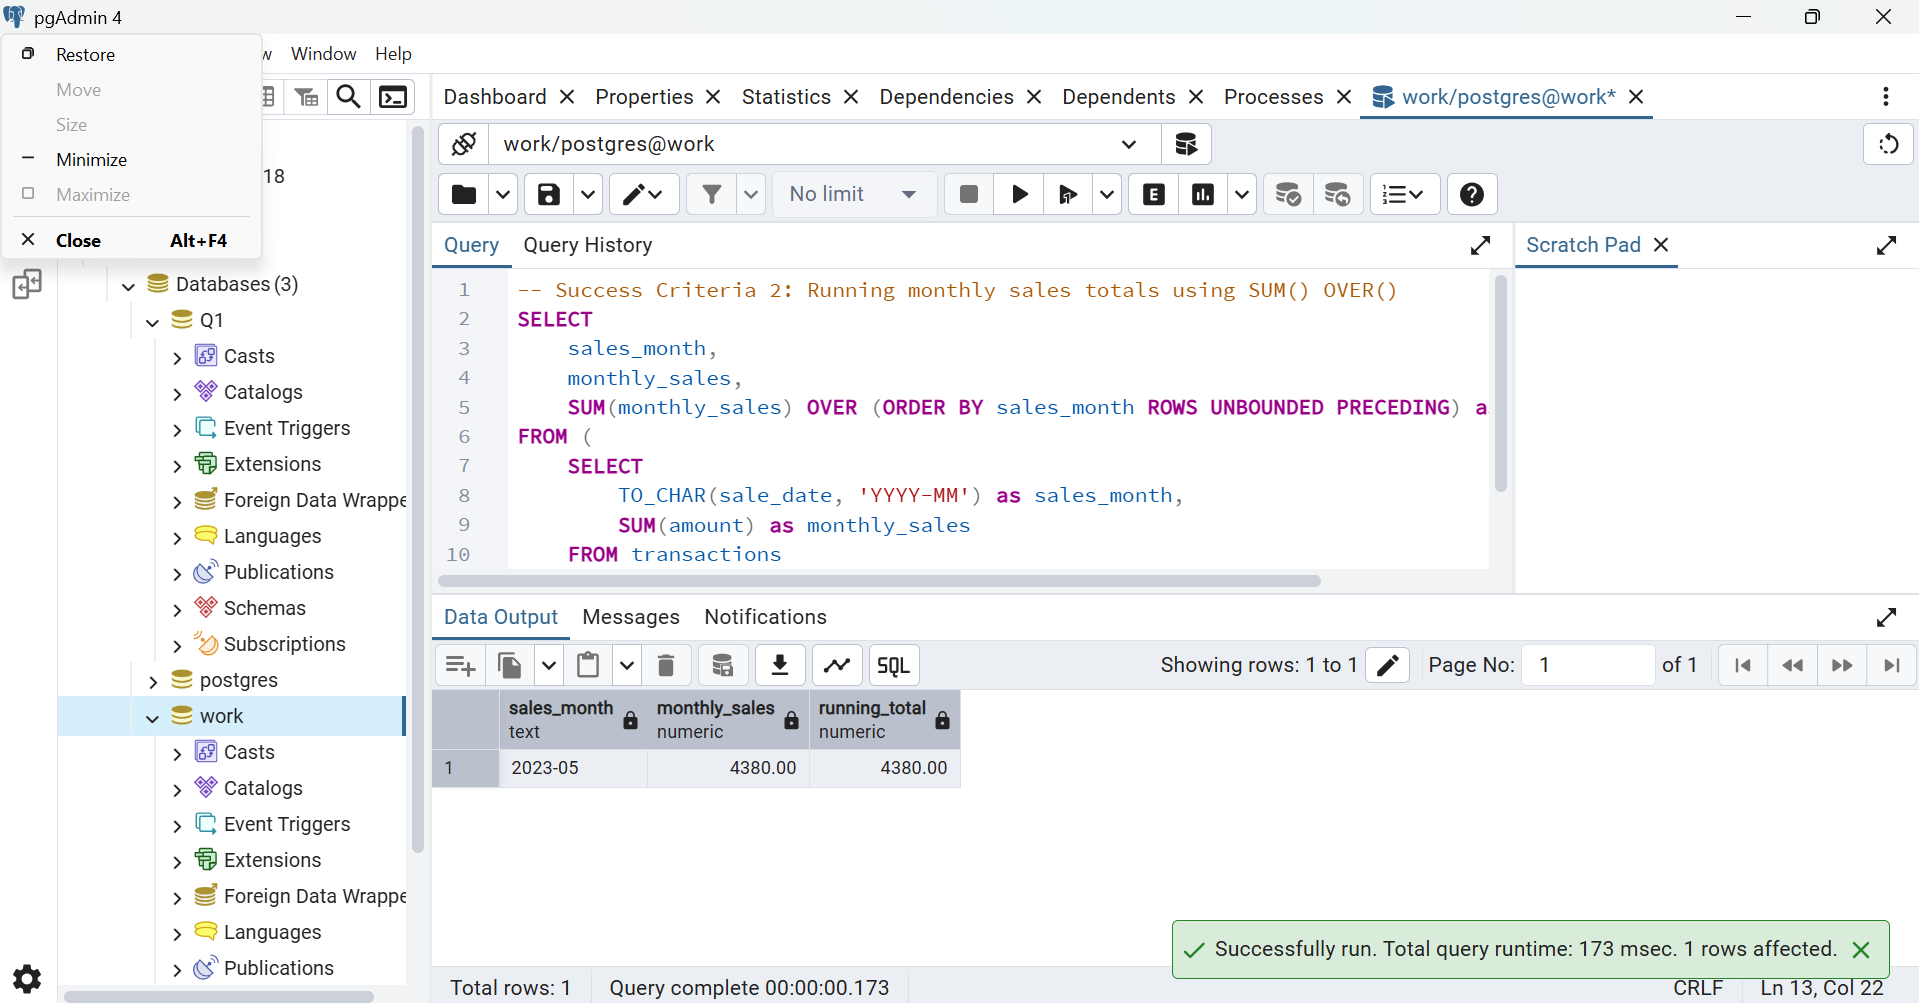 pgAdmin 4
Restore
Move
Size
Minimize
Maximize
Close Alt+F4
w Window Help
Dashboard Properties Statistics Dependencies Dependents Processes work/postgres@work*
work/postgres@work
No limit
E
Query Query History
Scratch Pad
18
Databases (3)
Q1
Casts
Catalogs
Event Triggers
Extensions
Foreign Data Wrappe
Languages
Publications
Schemas
Subscriptions
postgres
work
Casts
Catalogs
Event Triggers
Extensions
Foreign Data Wrappe
Languages
Publications
1 -- Success Criteria 2: Running monthly sales totals using SUM() OVER()
2 SELECT
3 sales_month,
4 monthly_sales,
5 SUM(monthly_sales) OVER (ORDER BY sales_month ROWS UNBOUNDED PRECEDING) a
6 FROM (
7 SELECT
8 TO_CHAR(sale_date, 'YYYY-MM') as sales_month,
9 SUM(amount) as monthly_sales
10 FROM transactions
Data Output Messages Notifications
SQL
Showing rows: 1 to 1 Page No: 1 of 1
sales_month monthly_sales running_total
text numeric numeric
1 2023-05 4380.00 4380.00
Successfully run. Total query runtime: 173 msec. 1 rows affected.
Total rows: 1 Query complete 00:00:00.173 CRLF Ln 13, Col 22